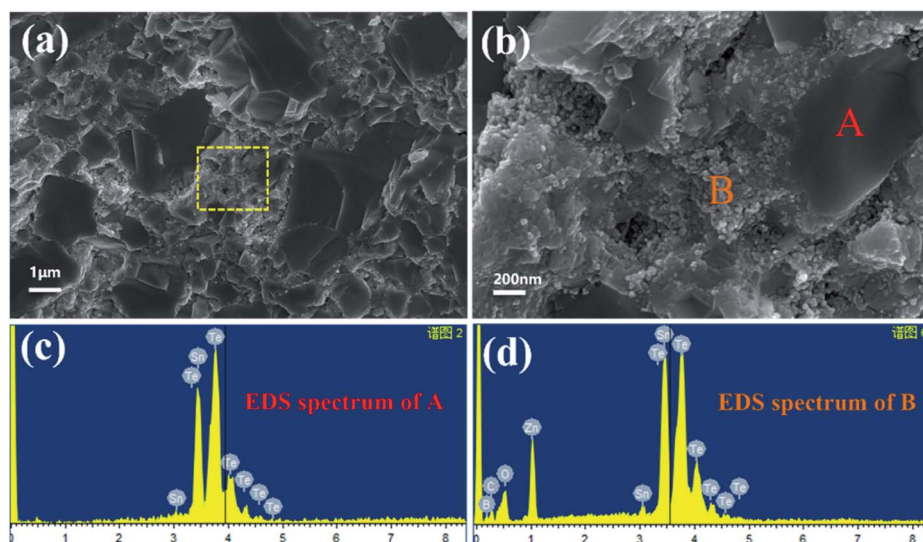 (a)
1μm
(b)
A
B
200nm
(c)
谱图 2
Te
Sn
Te
EDS spectrum of A
Te
Te
Sn
Te
Te
0 1 2 3 4 5 6 7 8
(d)
Sn
Te
Te
EDS spectrum of B
Zn
Te
O
C
Sn
Te
Te
Te
B
0 1 2 3 4 5 6 7 8